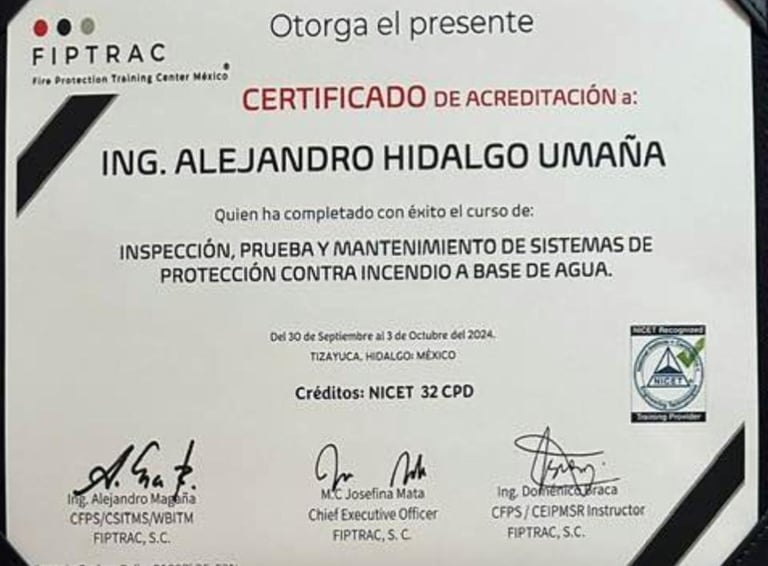 Otorga el presente
FIPTRAC
Fire Protection Training Center México
CERTIFICADO DE ACREDITACIÓN a:
ING. ALEJANDRO HIDALGO UMAÑA
Quien ha completado con éxito el curso de:
INSPECCIÓN, PRUEBA Y MANTENIMIENTO DE SISTEMAS DE
PROTECCIÓN CONTRA INCENDIO A BASE DE AGUA.
Del 30 de Septiembre al 3 de Octubre del 2024.
TIZAYUCA, HIDALGO; MÉXICO
Créditos: NICET 32 CPD
NICET Recognized
NICET
Training Provider
Ing. Alejandro Magaña
CFPS/CSITMS/WBITM
FIPTRAC, S.C.
M.C Josefina Mata
Chief Executive Officer
FIPTRAC, S. C.
Ing. Doménico Braca
CFPS / CEIPMSR Instructor
FIPTRAC, S.C.